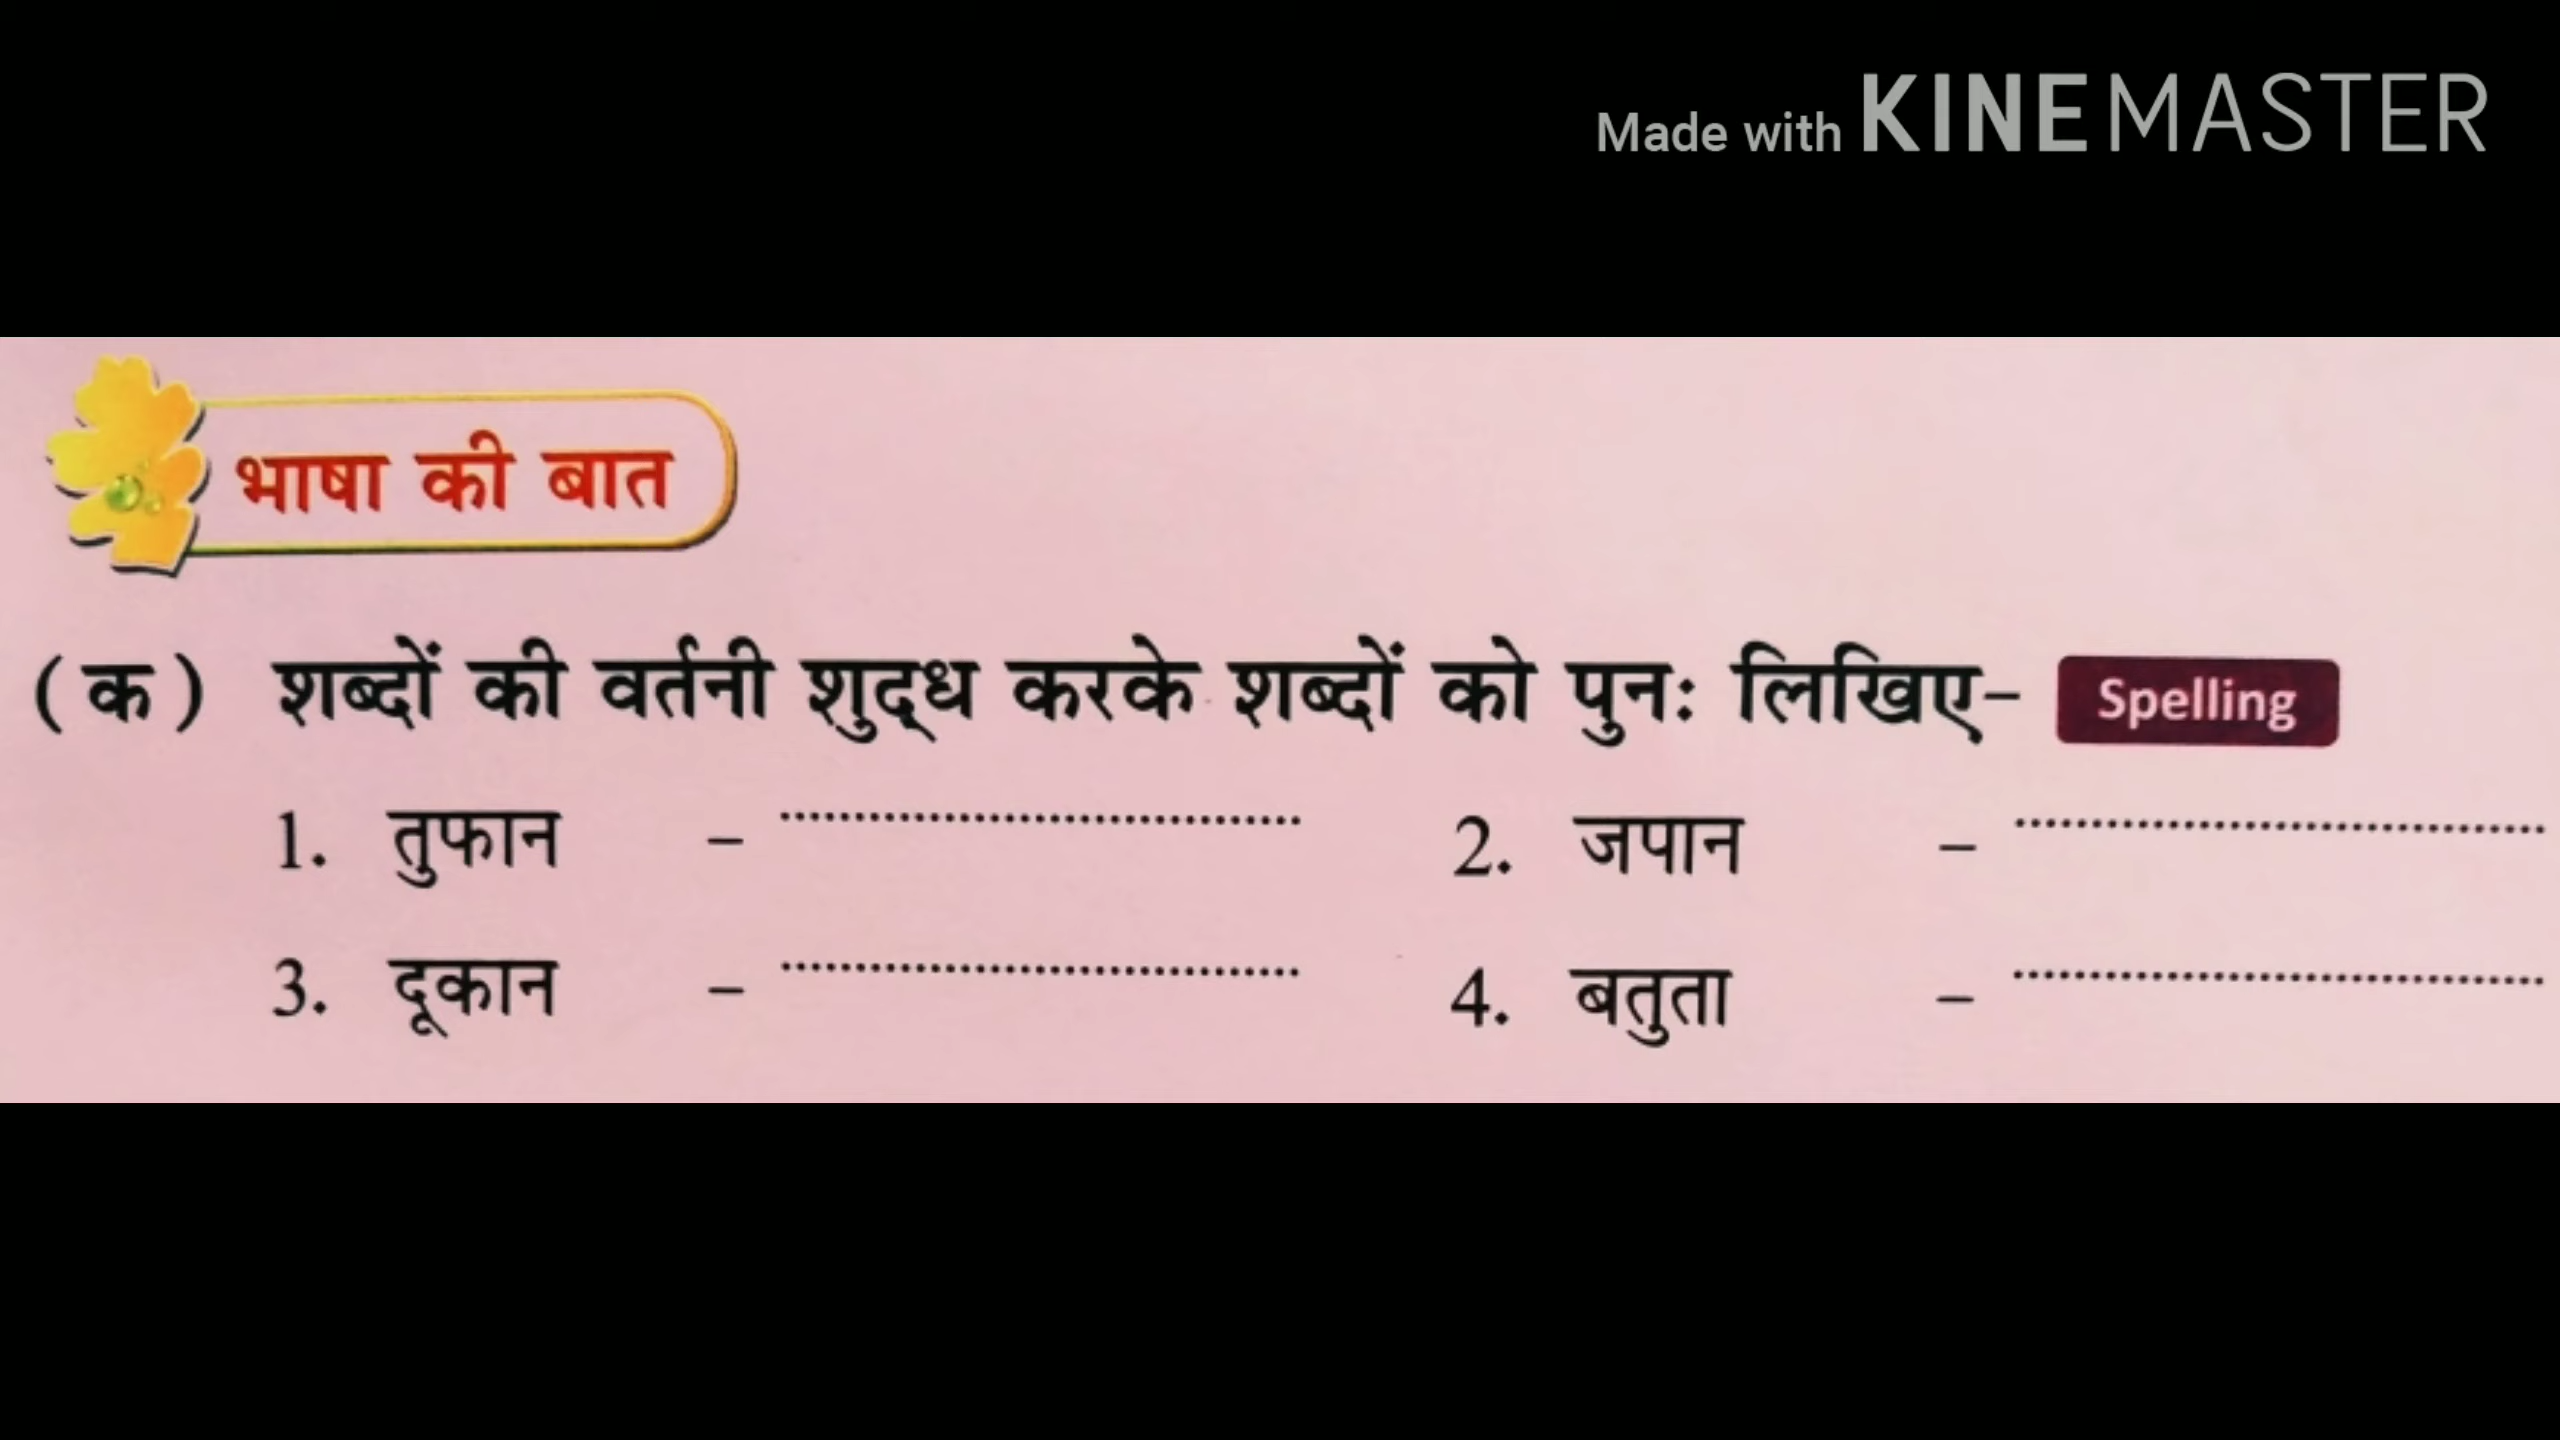 Made with KINEMASTER
भाषा की बात
(क) शब्दों की वर्तनी शुद्ध करके शब्दों को पुनः लिखिए- Spelling
1. तुफान - .................................... 2. जपान - ....................................
3. दूकान - .................................... 4. बतुता - ....................................